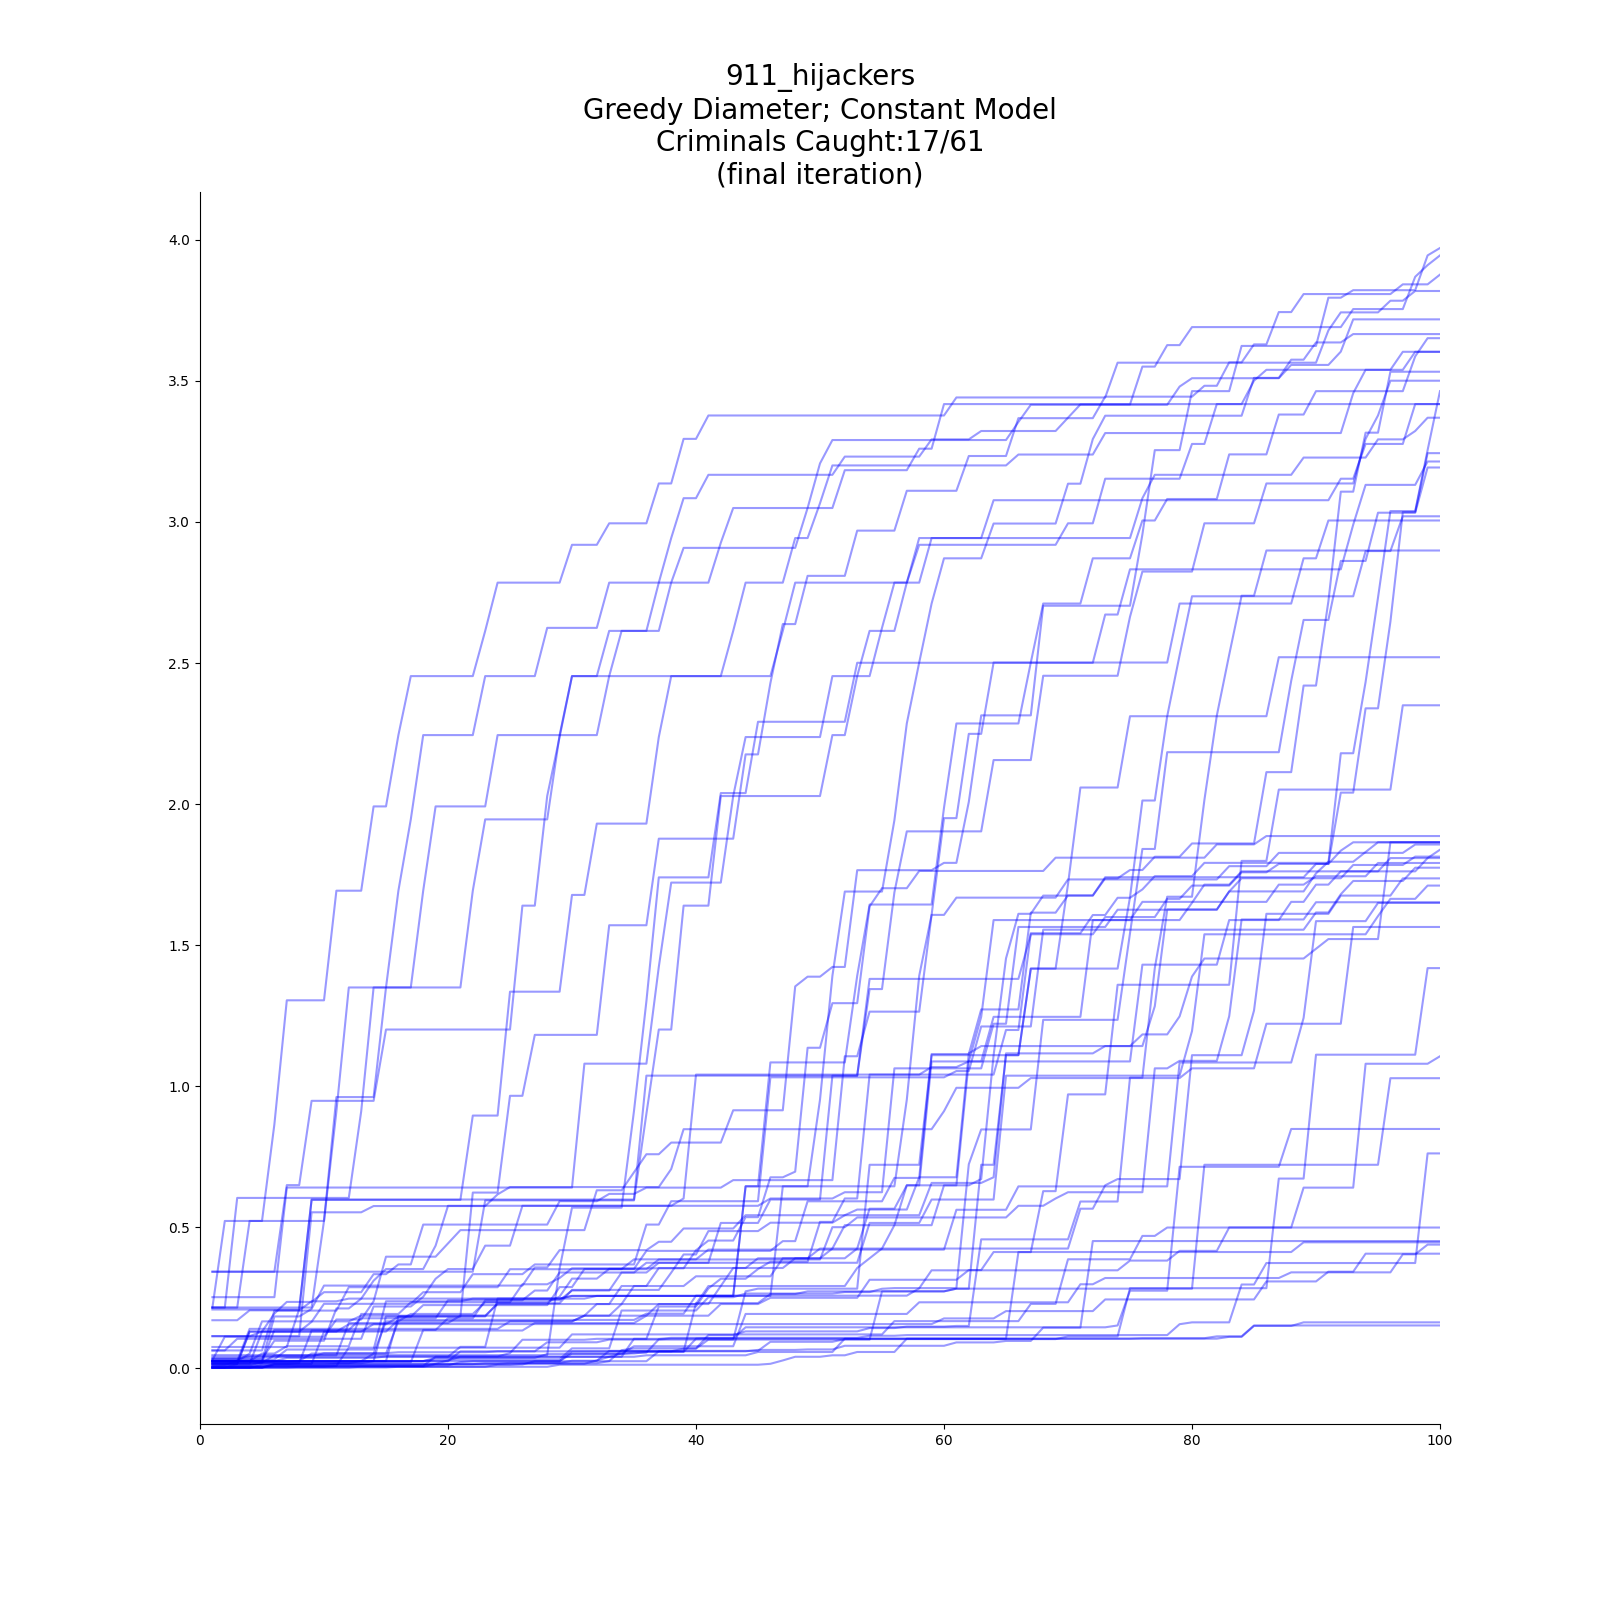 911_hijackers
Greedy Diameter; Constant Model
Criminals Caught:17/61
(final iteration)
4.0
3.5
3.0
2.5
2.0
1.5
1.0
0.5
0.0
0 20 40 60 80 100